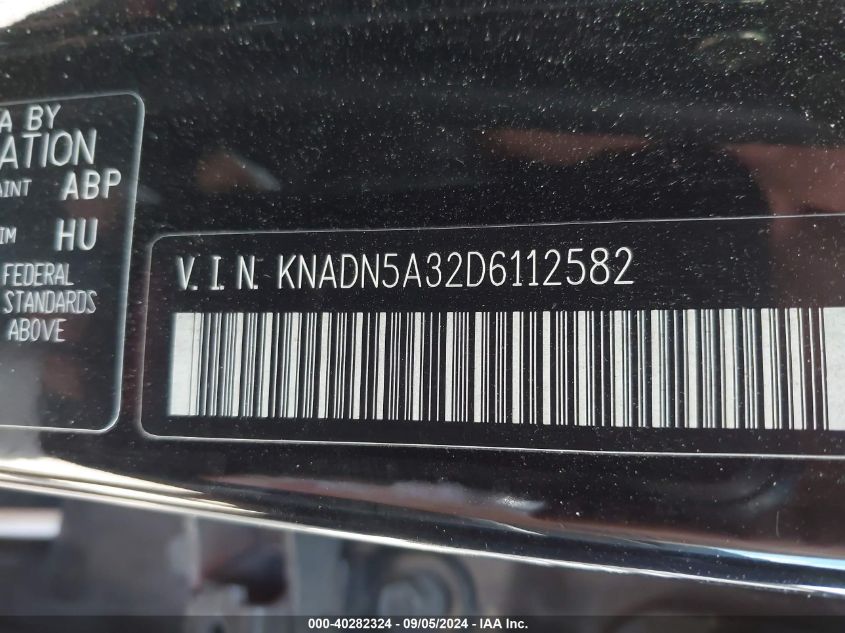 A BY
ATION
AINT ABP
IM HU
FEDERAL
STANDARDS
ABOVE
V.I.N. KNADN5A32D6112582
000-40282324 - 09/05/2024 - IAA Inc.